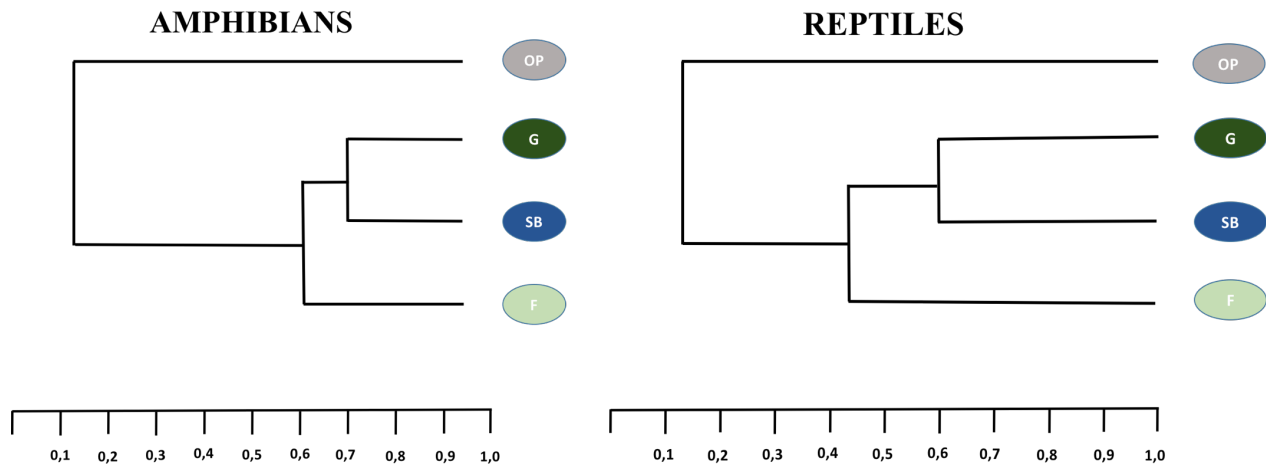 AMPHIBIANS
OP
G
SB
F
0,1 0,2 0,3 0,4 0,5 0,6 0,7 0,8 0,9 1,0
REPTILES
OP
G
SB
F
0,1 0,2 0,3 0,4 0,5 0,6 0,7 0,8 0,9 1,0